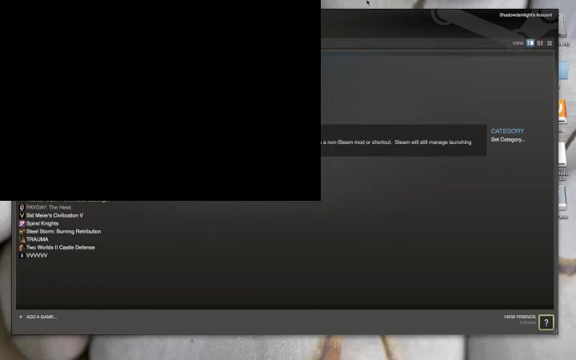 Shadowdarklight's Account
VIEW
a non-Steam mod or shortcut. Steam will still manage launching
CATEGORY
Set Category...
PAYDAY: The Heist
Sid Meier's Civilization V
Spiral Knights
Steel Storm: Burning Retribution
TRAUMA
Two Worlds II Castle Defense
VVVVVV
+ ADD A GAME...
VIEW FRIENDS
?